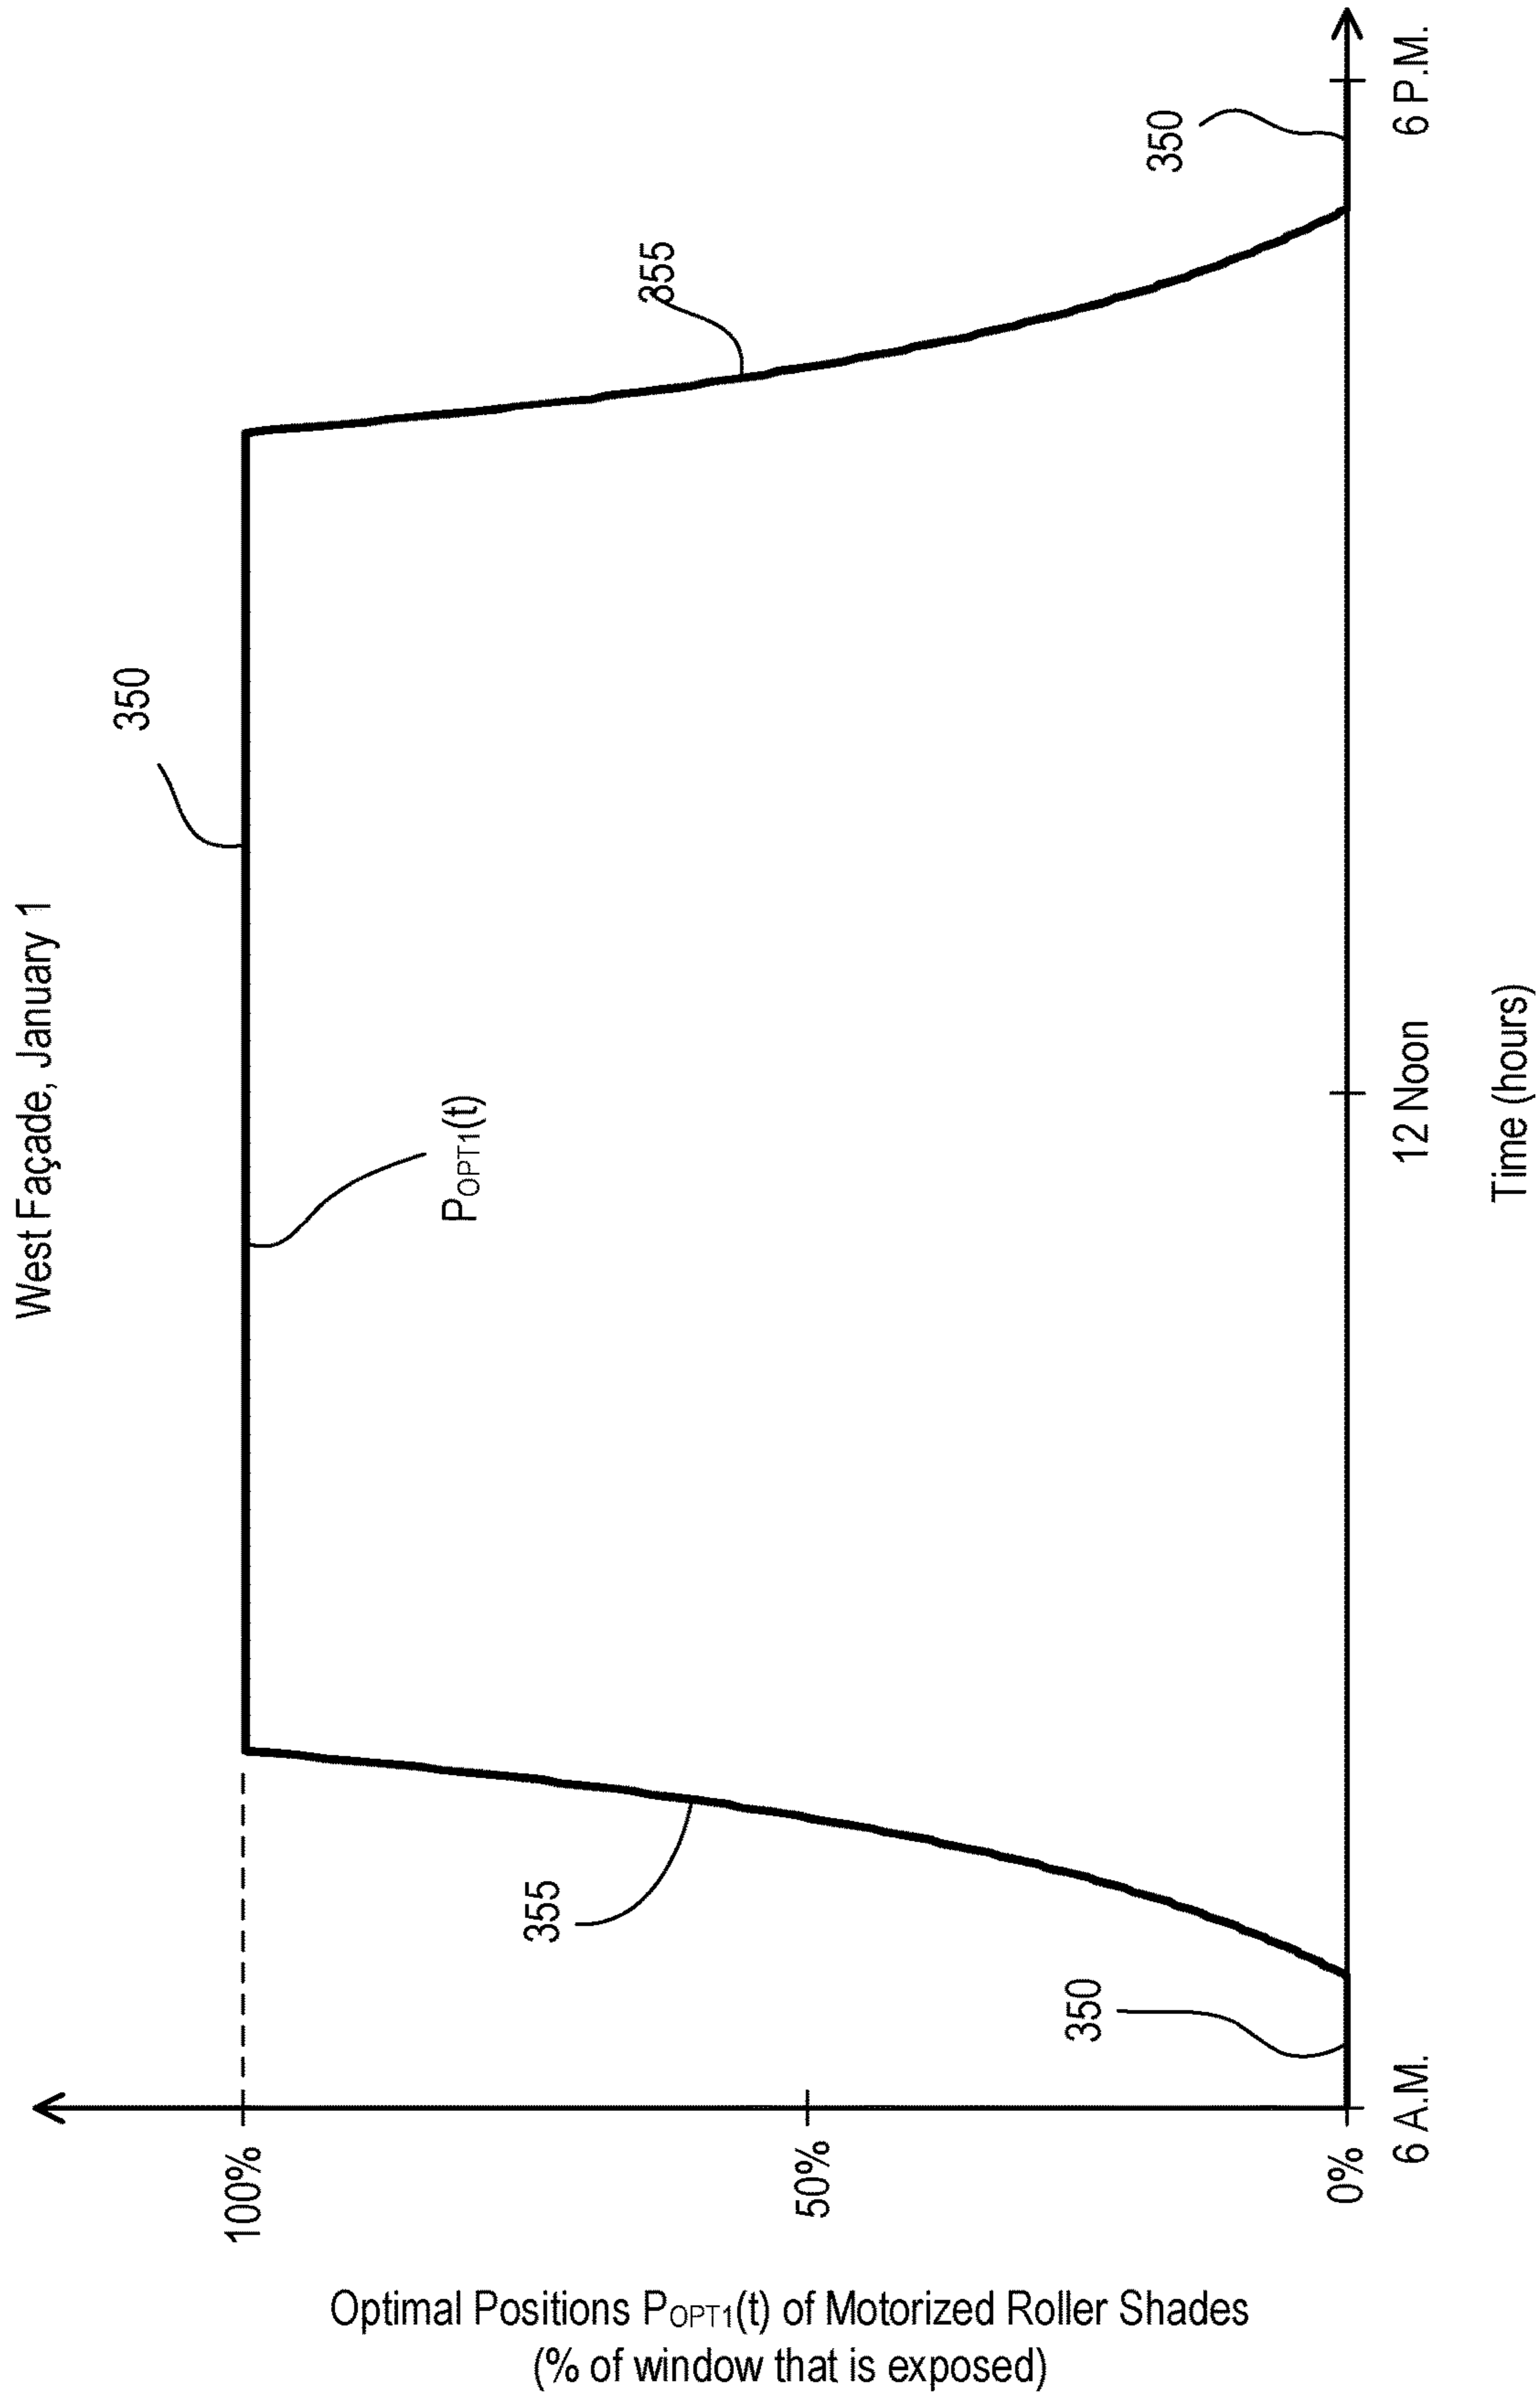 West Façade, January 1
350
POPT1(t)
355
355
350
350
100%
50%
0%
6 A.M.
12 Noon
6 P.M.
Time (hours)
Optimal Positions POPT1(t) of Motorized Roller Shades
(% of window that is exposed)